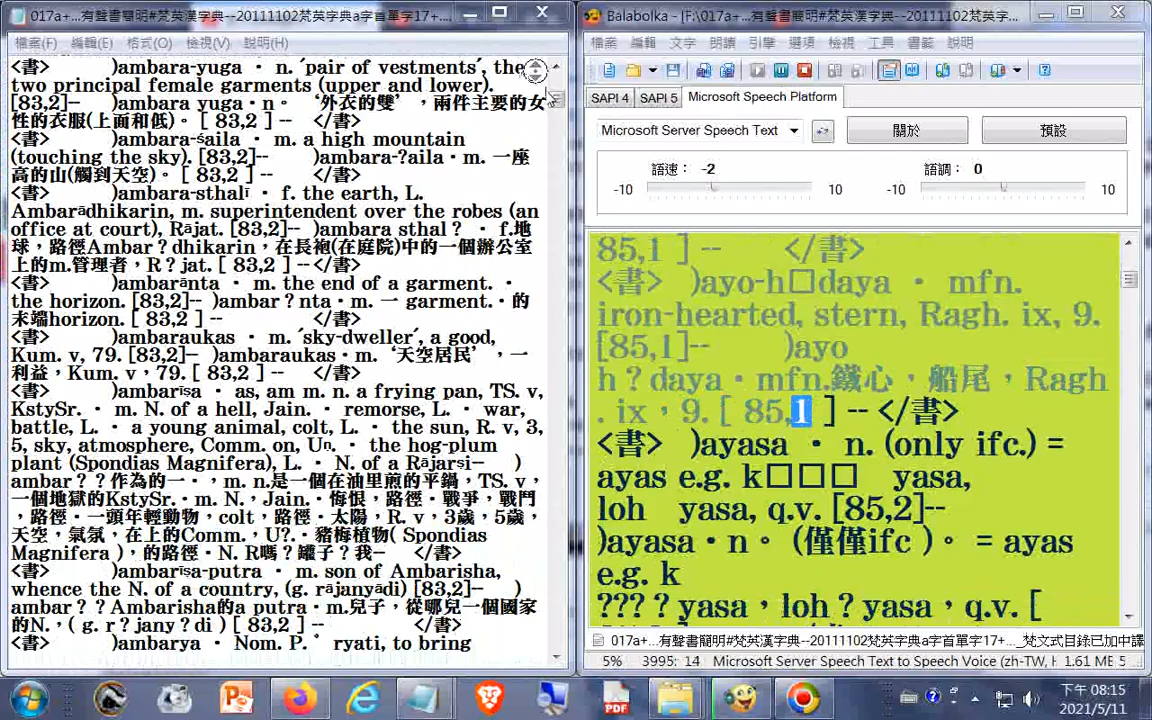 有聲書簡明#梵英漢字典--20111102梵英字典a字首單字17+...
檔案(F) 編輯(E) 格式(O) 檢視(V) 說明(H)
<書> )ambara-yuga · n. ´pair of vestments´, the
two principal female garments (upper and lower).
[83,2]-- )ambara yuga·n。‘外衣的雙’，兩件主要的女
性的衣服(上面和低)。[ 83,2 ] -- </書>
<書> )ambara-śaila · m. a high mountain
(touching the sky). [83,2]-- )ambara-?aila·m. 一座
高的山(觸到天空)。[ 83,2 ] -- </書>
<書> )ambara-sthalī · f. the earth, L.
Ambarādhikarin, m. superintendent over the robes (an
office at court), Rājat. [83,2]-- )ambara sthal？·f.地
球，路徑Ambar？dhikarin，在長袍(在庭院)中的一個辦公室
上的m.管理者，R？jat. [ 83,2 ] --</書>
<書> )ambarānta · m. the end of a garment. ·
the horizon. [83,2]-- )ambar？nta·m. 一 garment.·的
末端horizon. [ 83,2 ] -- </書>
<書> )ambaraukas · m. ´sky-dweller´, a good,
Kum. v, 79. [83,2]-- )ambaraukas·m.‘天空居民’，一
利益，Kum. v，79. [ 83,2 ] -- </書>
<書> )ambarīṣa · as, am m. n. a frying pan, TS. v,
KstySr. · m. N. of a hell, Jain. · remorse, L. · war,
battle, L. · a young animal, colt, L. · the sun, R. v, 3,
5, sky, atmosphere, Comm. on, Uṇ. · the hog-plum
plant (Spondias Magnifera), L. · N. of a Rājarṣi-- )
ambar？？作為的一·，m. n.是一個在油里煎的平鍋，TS. v，
一個地獄的KstySr.·m. N.，Jain.·悔恨，路徑·戰爭，戰鬥
，路徑·一頭年輕動物，colt，路徑·太陽，R. v，3歲，5歲，
天空，氣氛，在上的Comm.，U?.·豬梅植物( Spondias
Magnifera )，的路徑·N. R嗎？罐子？我-- </書>
<書> )ambarīṣa-putra · m. son of Ambarisha,
whence the N. of a country, (g. rājanyādi) [83,2]-- )
ambar？？Ambarisha的a putra·m.兒子，從哪兒一個國家
的N.，( g. r？jany？di ) [ 83,2 ] -- </書>
<書> )ambarya · Nom. P. ° ryati, to bring
Balabolka - [F:\017a+...有聲書簡明#梵英漢字典--20111102梵英字...
檔案 編輯 文字 朗讀 引擎 選項 檢視 工具 書籤 說明
SAPI 4 SAPI 5 Microsoft Speech Platform
Microsoft Server Speech Text 關於 預設
語速： -2 語調： 0
-10 10 -10 10
85,1 ] -- </書>
<書> )ayo-h□daya · mfn.
iron-hearted, stern, Ragh. ix, 9.
[85,1]-- )ayo
h？daya·mfn.鐵心，船尾，Ragh
. ix，9. [ 85,1 ] -- </書>
<書> )ayasa · n. (only ifc.) =
ayas e.g. k□□□ yasa,
loh yasa, q.v. [85,2]--
)ayasa·n。(僅僅ifc )。= ayas
e.g. k
????yasa，loh？yasa，q.v. [
017a+...有聲書簡明#梵英漢字典--20111102梵英字典a字首單字17+..._梵文式目錄已加中譯
5% 3995: 14 Microsoft Server Speech Text to Speech Voice (zh-TW, H 1.61 MB 5
下午 08:15
2021/5/11